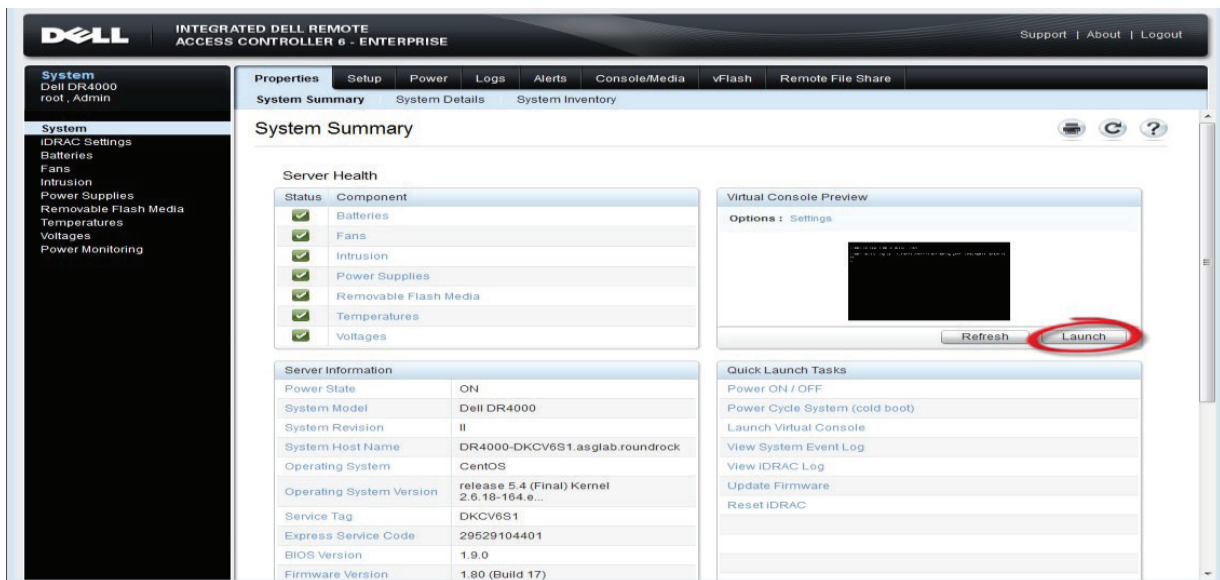 DELL
INTEGRATED DELL REMOTE
ACCESS CONTROLLER 6 - ENTERPRISE
Support | About | Logout
System
Dell DR4000
root , Admin
System
iDRAC Settings
Batteries
Fans
Intrusion
Power Supplies
Removable Flash Media
Temperatures
Voltages
Power Monitoring
Properties Setup Power Logs Alerts Console/Media vFlash Remote File Share
System Summary System Details System Inventory
System Summary
Server Health
Status Component
Batteries
Fans
Intrusion
Power Supplies
Removable Flash Media
Temperatures
Voltages
Virtual Console Preview
Options : Settings
Refresh Launch
Server Information
Power State ON
System Model Dell DR4000
System Revision II
System Host Name DR4000-DKCV6S1.asglab.roundrock
Operating System CentOS
Operating System Version release 5.4 (Final) Kernel
2.6.18-164.e...
Service Tag DKCV6S1
Express Service Code 29529104401
BIOS Version 1.9.0
Firmware Version 1.80 (Build 17)
Quick Launch Tasks
Power ON / OFF
Power Cycle System (cold boot)
Launch Virtual Console
View System Event Log
View iDRAC Log
Update Firmware
Reset iDRAC